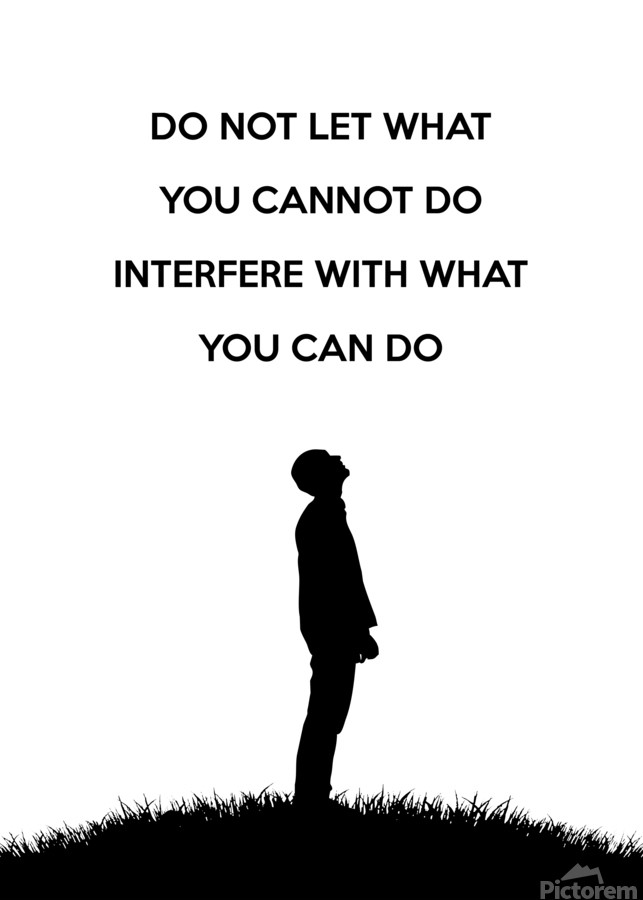 DO NOT LET WHAT
YOU CANNOT DO
INTERFERE WITH WHAT
YOU CAN DO
Pictorem